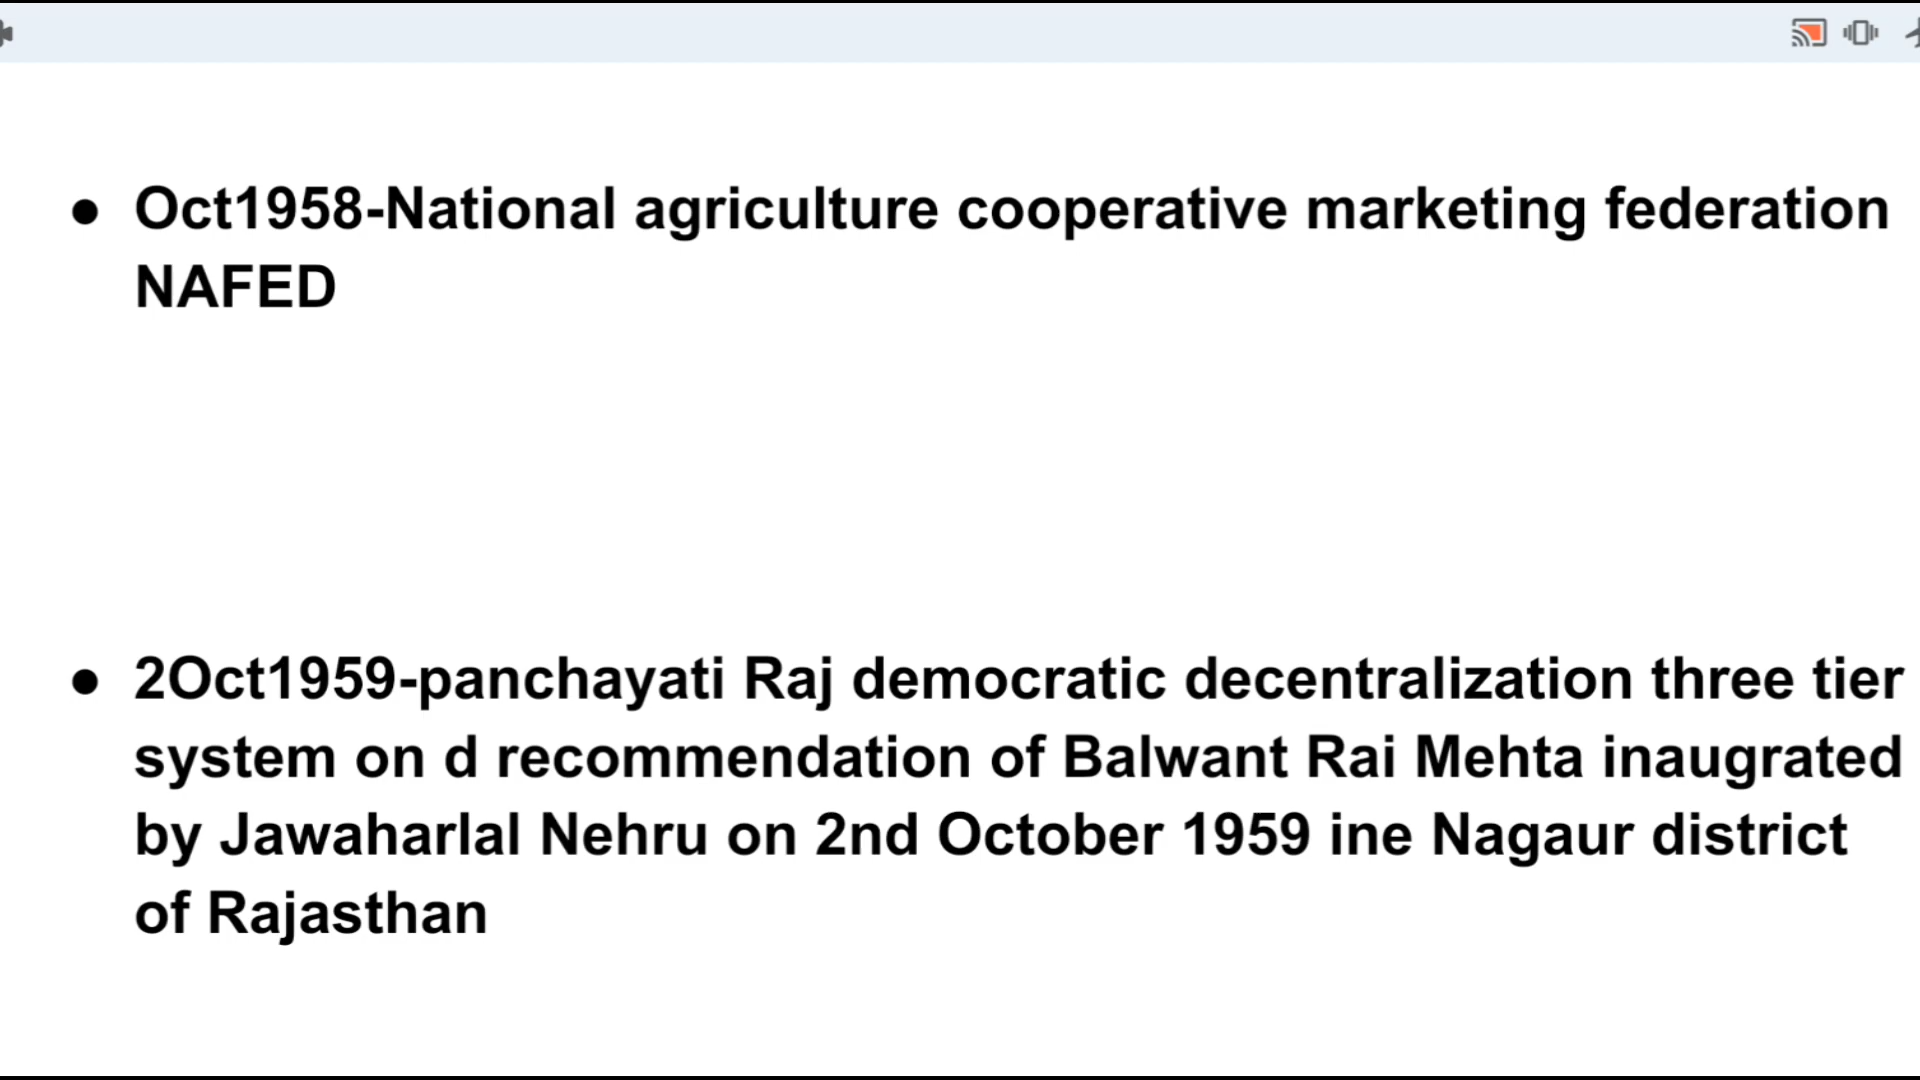 ● Oct1958-National agriculture cooperative marketing federation
NAFED
● 2Oct1959-panchayati Raj democratic decentralization three tier
system on d recommendation of Balwant Rai Mehta inaugrated
by Jawaharlal Nehru on 2nd October 1959 ine Nagaur district
of Rajasthan